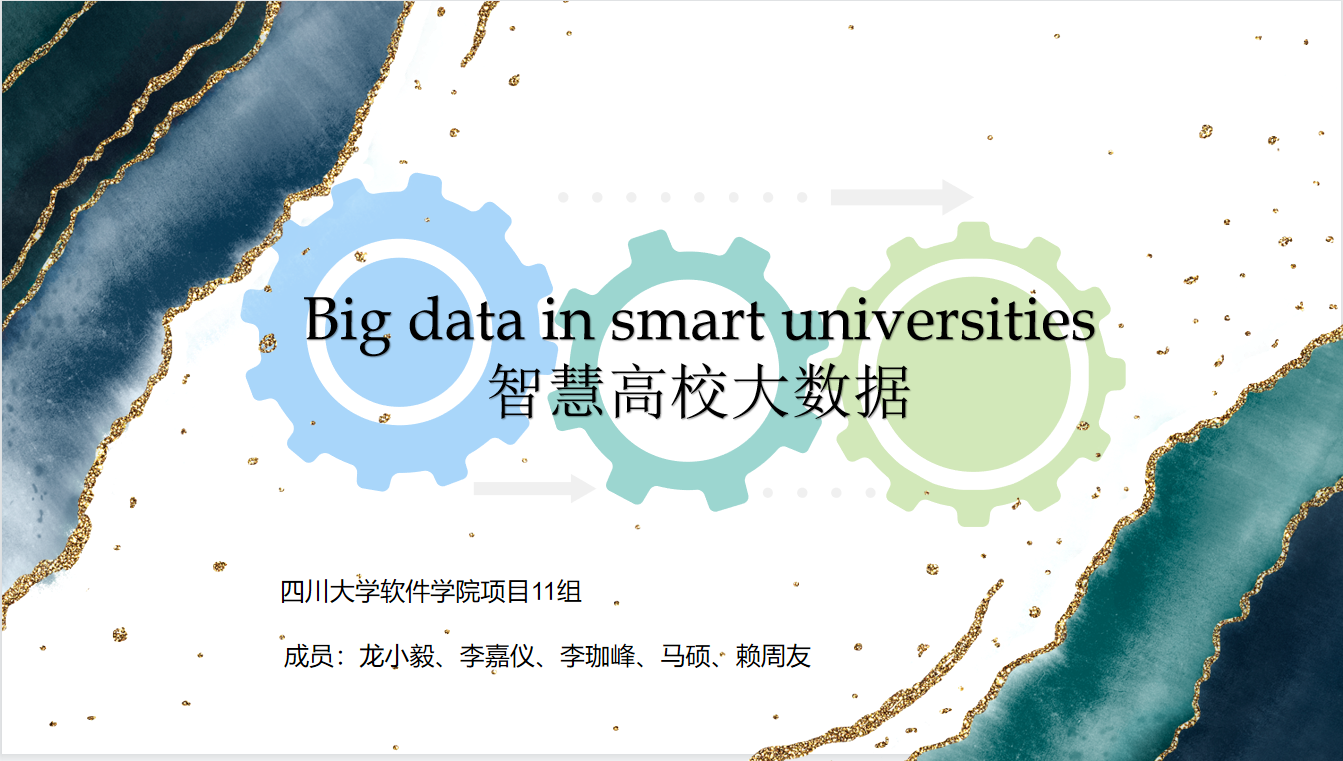 Big data in smart universities
智慧高校大数据
四川大学软件学院项目11组
成员：龙小毅、李嘉仪、李珈峰、马硕、赖周友